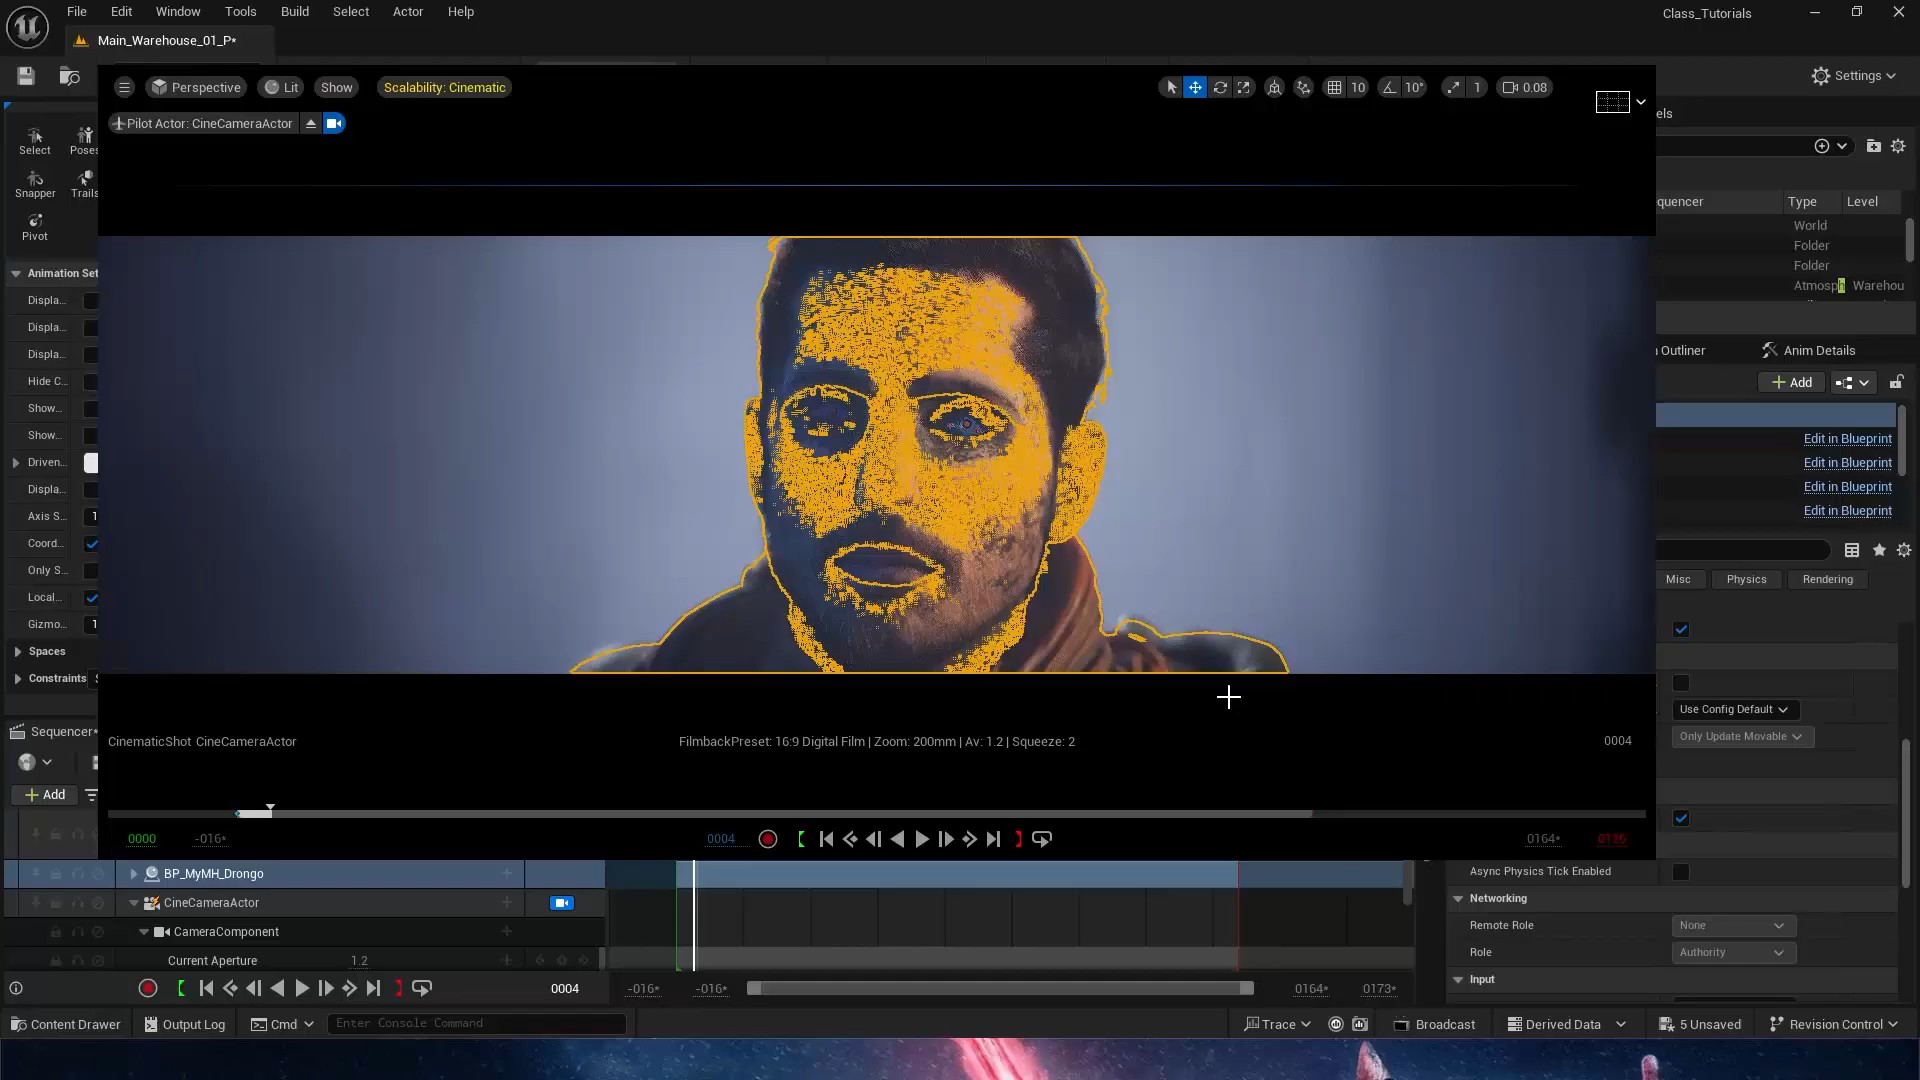 File Edit Window Tools Build Select Actor Help
Class_Tutorials
Main_Warehouse_01_P*
Settings
Perspective Lit Show Scalability: Cinematic
10 10° 1 0.08
Pilot Actor: CineCameraActor
els
Select Poses
Snapper Trails
Pivot
quencer Type Level
World
Folder
Folder
Atmosph Warehou
Animation Set
Displa...
Displa...
Displa...
Hide C...
Show...
Show...
Driven...
Displa...
Axis S... 1
Coord...
Only S...
Local...
Gizmo... 1
Spaces
Constraints S
Outliner Anim Details
Add
Edit in Blueprint
Edit in Blueprint
Edit in Blueprint
Edit in Blueprint
Misc Physics Rendering
Use Config Default
Only Update Movable
Sequencer*
Add
CinematicShot CineCameraActor
FilmbackPreset: 16:9 Digital Film | Zoom: 200mm | Av: 1.2 | Squeeze: 2
0004
0000 -016* 0004 0164* 0126
BP_MyMH_Drongo
CineCameraActor
CameraComponent
Current Aperture 1.2
0004 -016* -016* 0164* 0173*
Async Physics Tick Enabled
Networking
Remote Role None
Role Authority
Input
Content Drawer Output Log Cmd Enter Console Command
Trace Broadcast Derived Data 5 Unsaved Revision Control